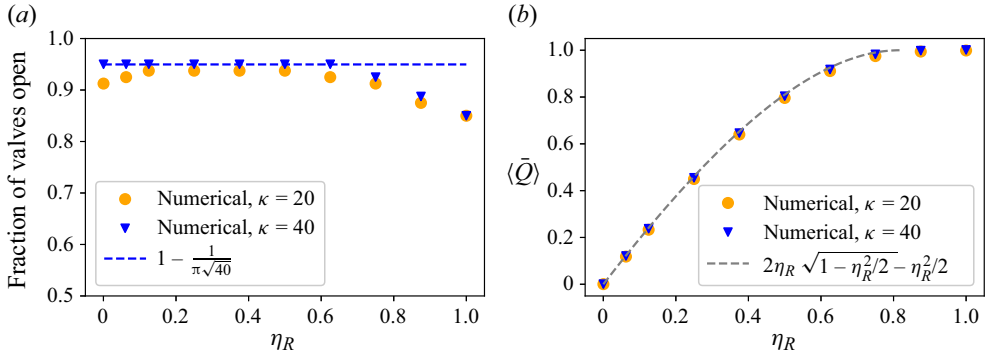 (a)
1.0
0.9
0.8
0.7
0.6
0.5
Fraction of valves open
Numerical, κ = 20
Numerical, κ = 40
1 − 1/(π√40)
0 0.2 0.4 0.6 0.8 1.0
η_R
(b)
1.0
0.8
0.6
0.4
0.2
0
⟨Q̄⟩
Numerical, κ = 20
Numerical, κ = 40
2η_R √(1 − η_R²/2) − η_R²/2
0 0.2 0.4 0.6 0.8 1.0
η_R